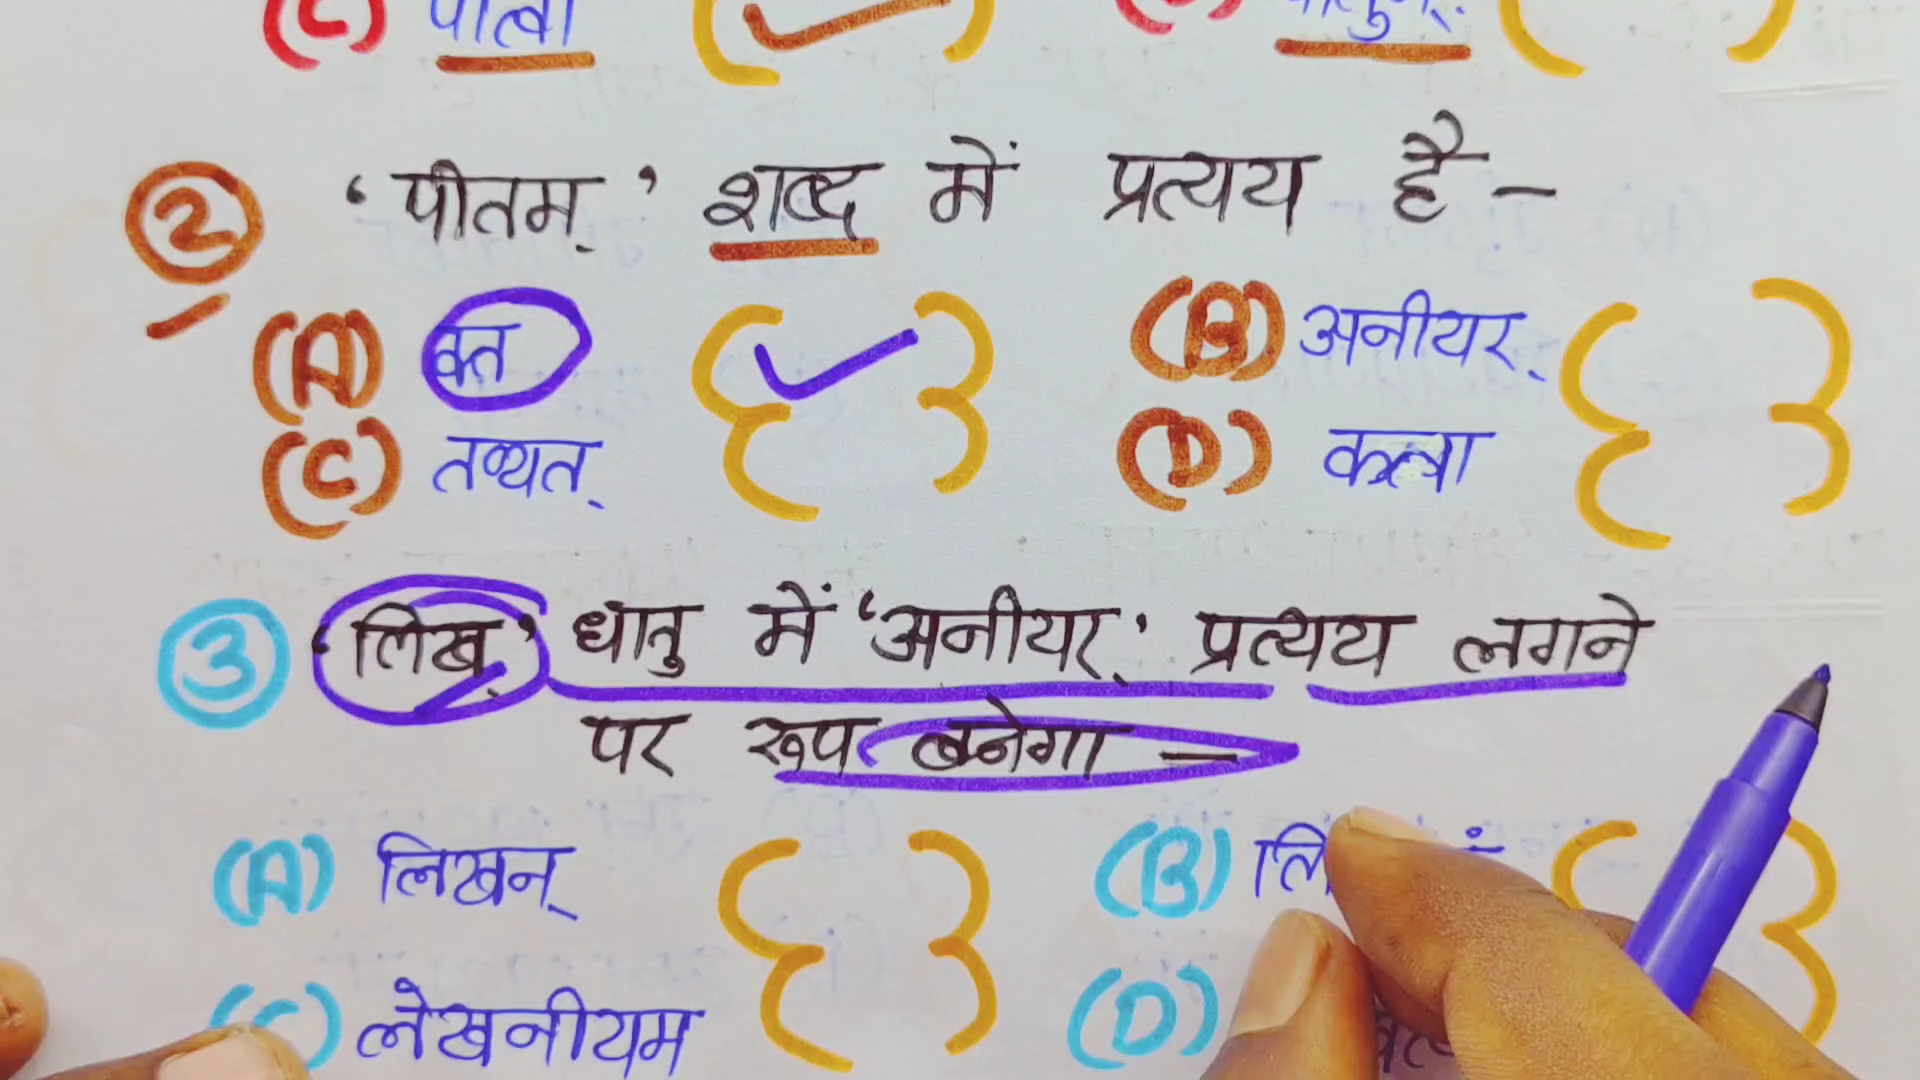 (C) पीत्वा
② 'पीतम्' शब्द में प्रत्यय है -
(A) क्त (B) अनीयर्
(C) तव्यत् (D) क्त्वा
③ 'लिख्' धातु में 'अनीयर्' प्रत्यय लगने
पर रूप बनेगा -
(A) लिखन् (B)
(C) लेखनीयम (D)